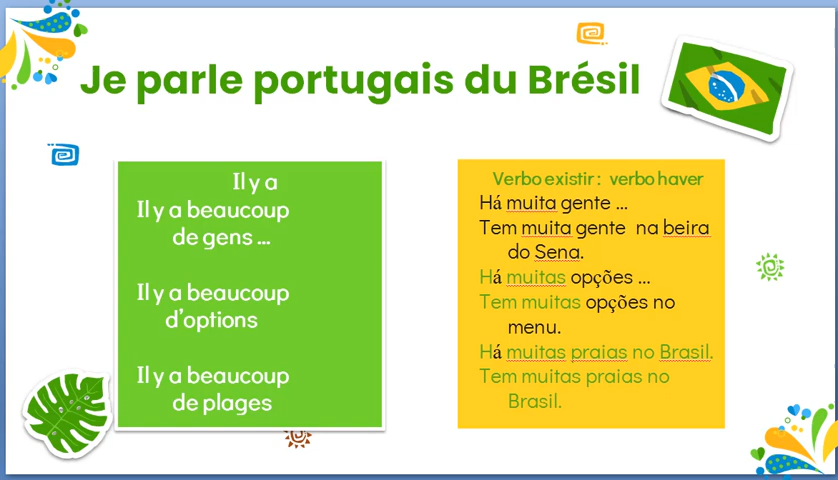 Je parle portugais du Brésil
Il y a
Il y a beaucoup
de gens ...
Il y a beaucoup
d'options
Il y a beaucoup
de plages
Verbo existir : verbo haver
Há muita gente ...
Tem muita gente na beira
do Sena.
Há muitas opções ...
Tem muitas opções no
menu.
Há muitas praias no Brasil.
Tem muitas praias no
Brasil.